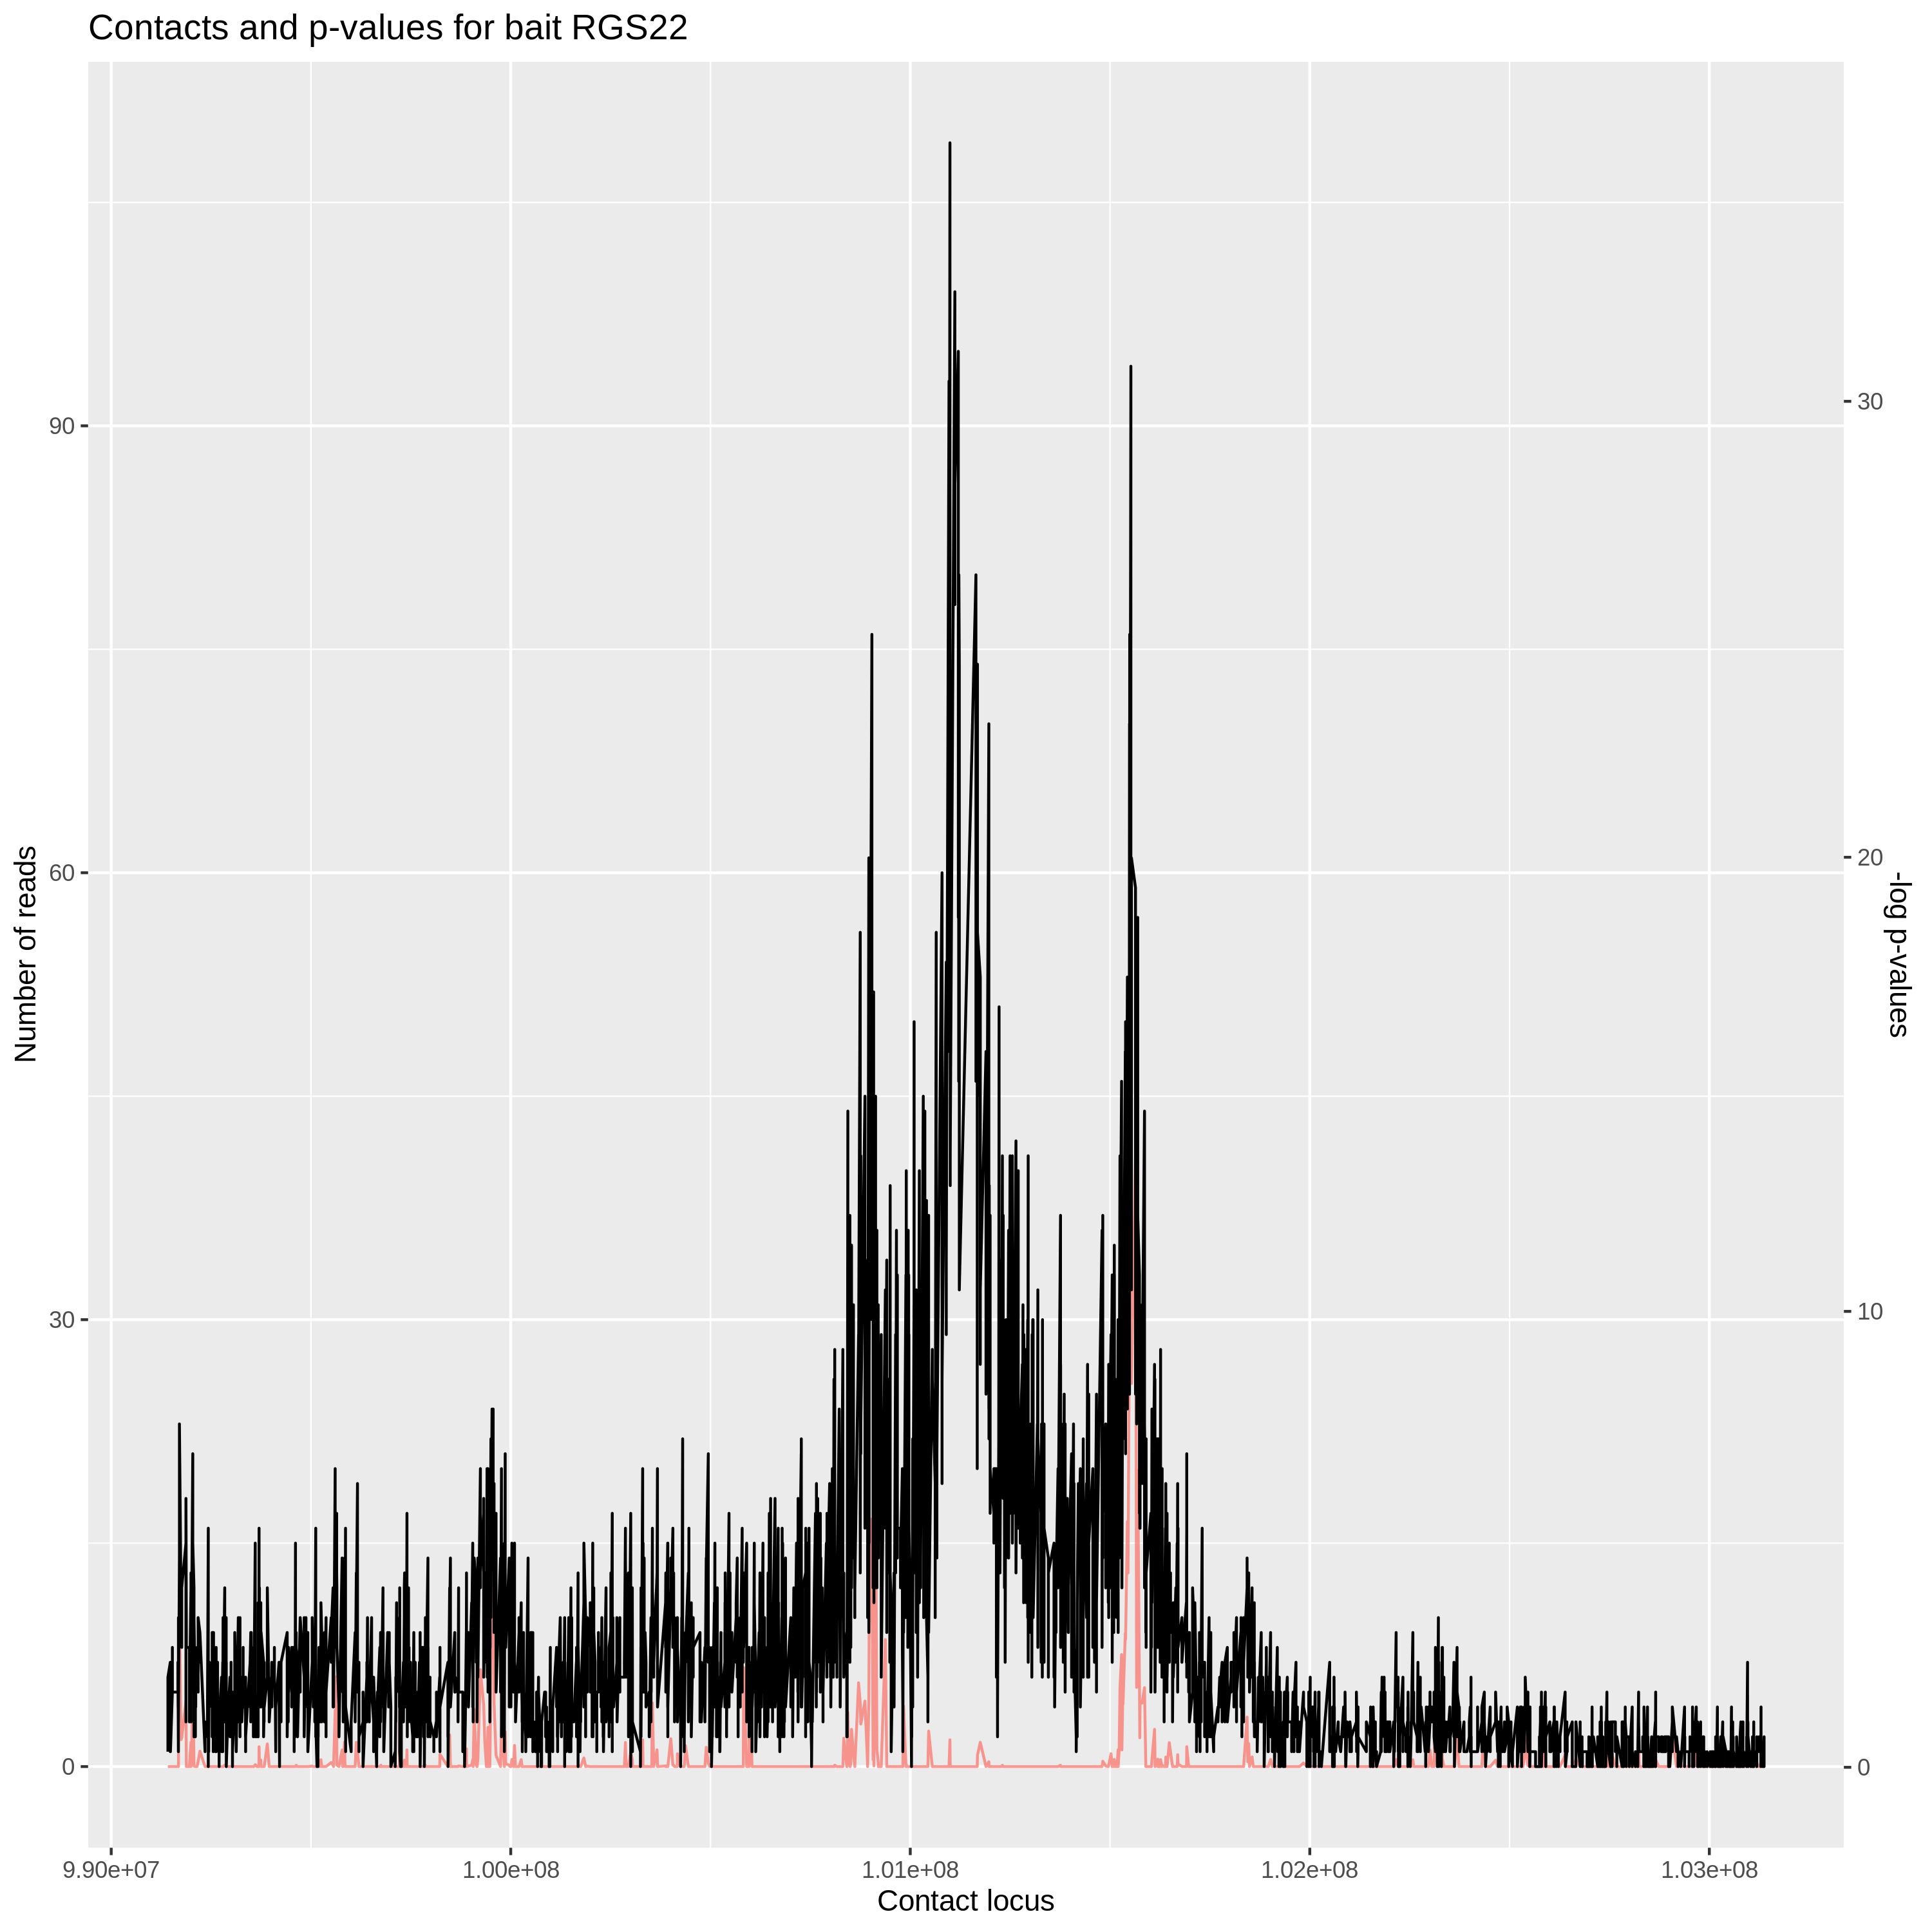 Contacts and p-values for bait RGS22
90
60
30
0
Number of reads
30
20
10
0
-log p-values
9.90e+07 1.00e+08 1.01e+08 1.02e+08 1.03e+08
Contact locus